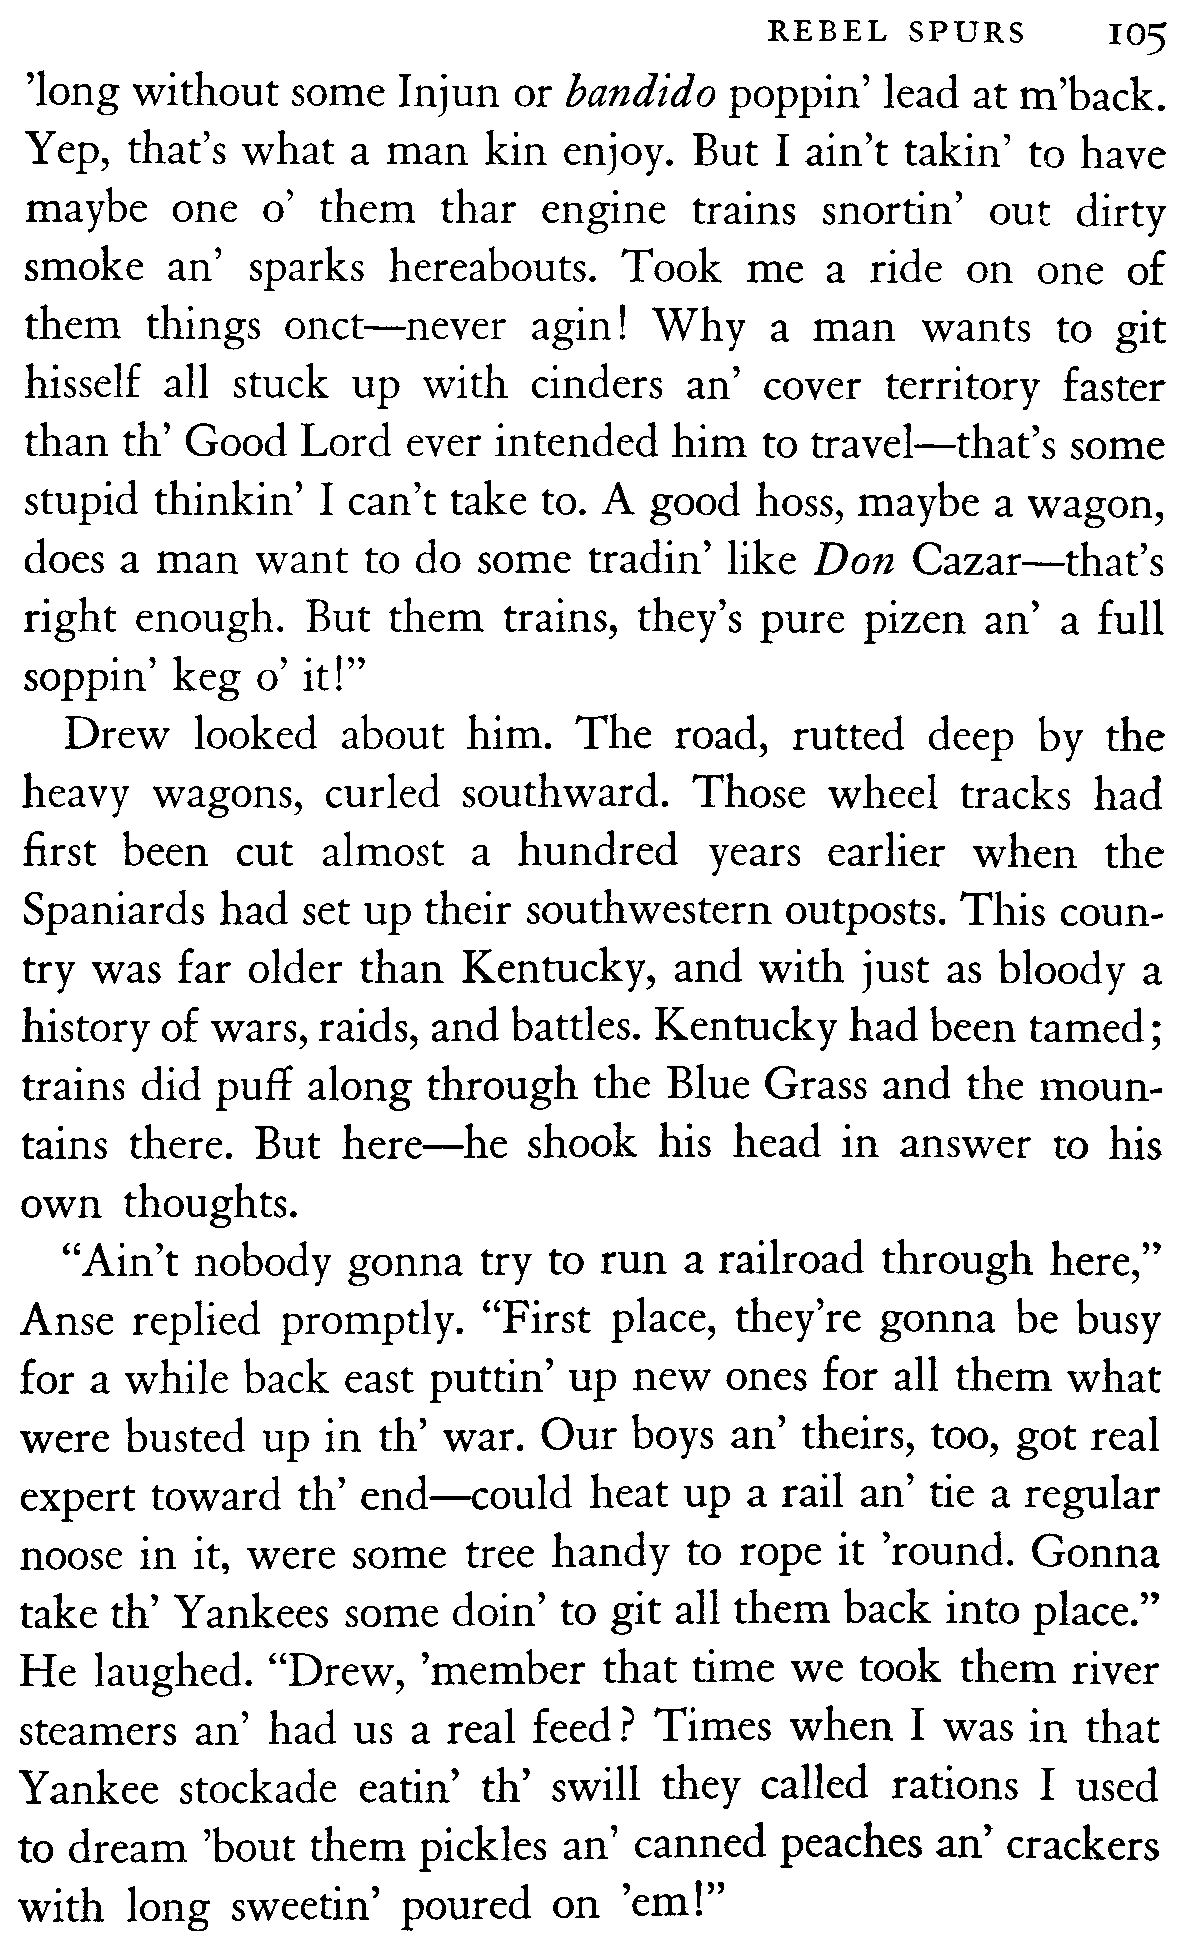 REBEL SPURS 105
’long without some Injun or bandido poppin’ lead at m’back.
Yep, that’s what a man kin enjoy. But I ain’t takin’ to have
maybe one o’ them thar engine trains snortin’ out dirty
smoke an’ sparks hereabouts. Took me a ride on one of
them things onct—never agin! Why a man wants to git
hisself all stuck up with cinders an’ cover territory faster
than th’ Good Lord ever intended him to travel—that’s some
stupid thinkin’ I can’t take to. A good hoss, maybe a wagon,
does a man want to do some tradin’ like Don Cazar—that’s
right enough. But them trains, they’s pure pizen an’ a full
soppin’ keg o’ it!”
Drew looked about him. The road, rutted deep by the
heavy wagons, curled southward. Those wheel tracks had
first been cut almost a hundred years earlier when the
Spaniards had set up their southwestern outposts. This coun-
try was far older than Kentucky, and with just as bloody a
history of wars, raids, and battles. Kentucky had been tamed;
trains did puff along through the Blue Grass and the moun-
tains there. But here—he shook his head in answer to his
own thoughts.
“Ain’t nobody gonna try to run a railroad through here,”
Anse replied promptly. “First place, they’re gonna be busy
for a while back east puttin’ up new ones for all them what
were busted up in th’ war. Our boys an’ theirs, too, got real
expert toward th’ end—could heat up a rail an’ tie a regular
noose in it, were some tree handy to rope it ’round. Gonna
take th’ Yankees some doin’ to git all them back into place.”
He laughed. “Drew, ’member that time we took them river
steamers an’ had us a real feed? Times when I was in that
Yankee stockade eatin’ th’ swill they called rations I used
to dream ’bout them pickles an’ canned peaches an’ crackers
with long sweetin’ poured on ’em!”